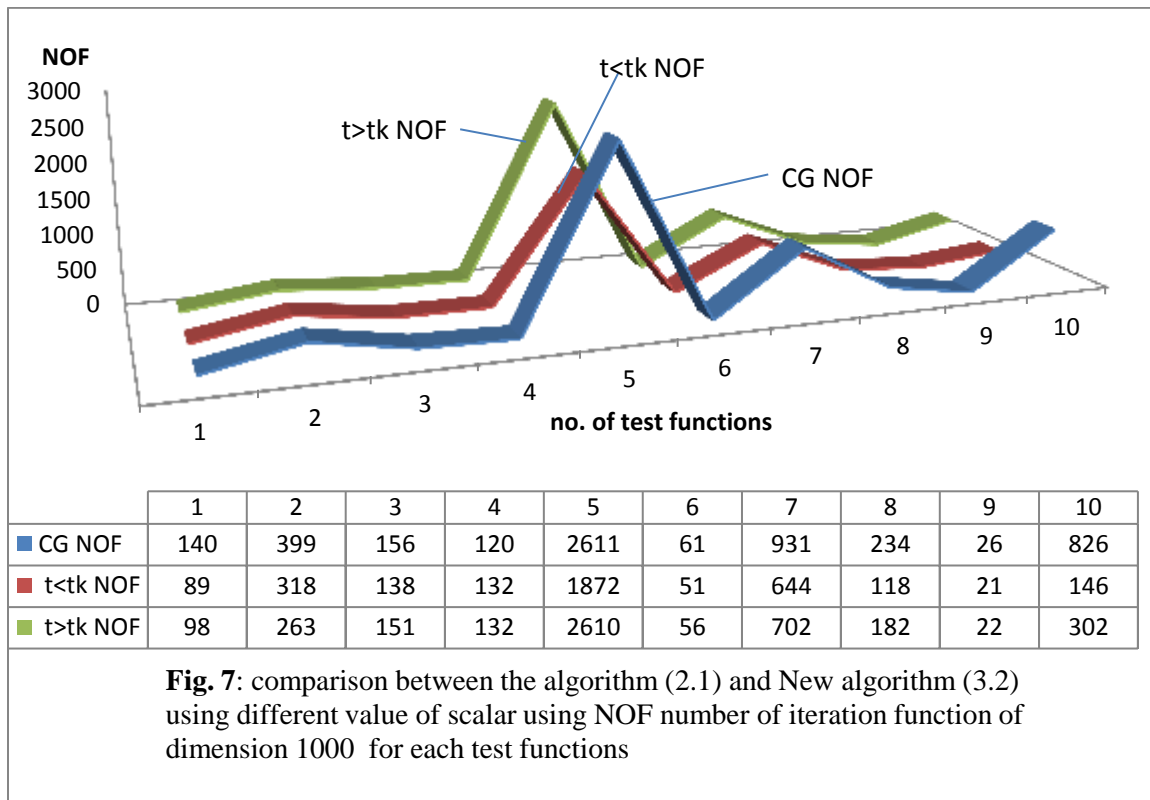 NOF
3000
2500
2000
1500
1000
500
0
t>tk NOF
t<tk NOF
CG NOF
1
2
3
4
5
6
7
8
9
10
no. of test functions
1 2 3 4 5 6 7 8 9 10
CG NOF 140 399 156 120 2611 61 931 234 26 826
t<tk NOF 89 318 138 132 1872 51 644 118 21 146
t>tk NOF 98 263 151 132 2610 56 702 182 22 302
Fig. 7: comparison between the algorithm (2.1) and New algorithm (3.2)
using different value of scalar using NOF number of iteration function of
dimension 1000 for each test functions